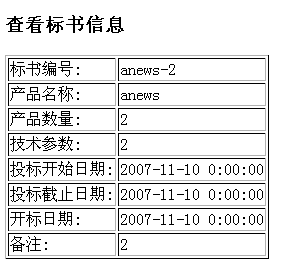 查看标书信息
标书编号: anews-2
产品名称: anews
产品数量: 2
技术参数: 2
投标开始日期: 2007-11-10 0:00:00
投标截止日期: 2007-11-10 0:00:00
开标日期: 2007-11-10 0:00:00
备注: 2